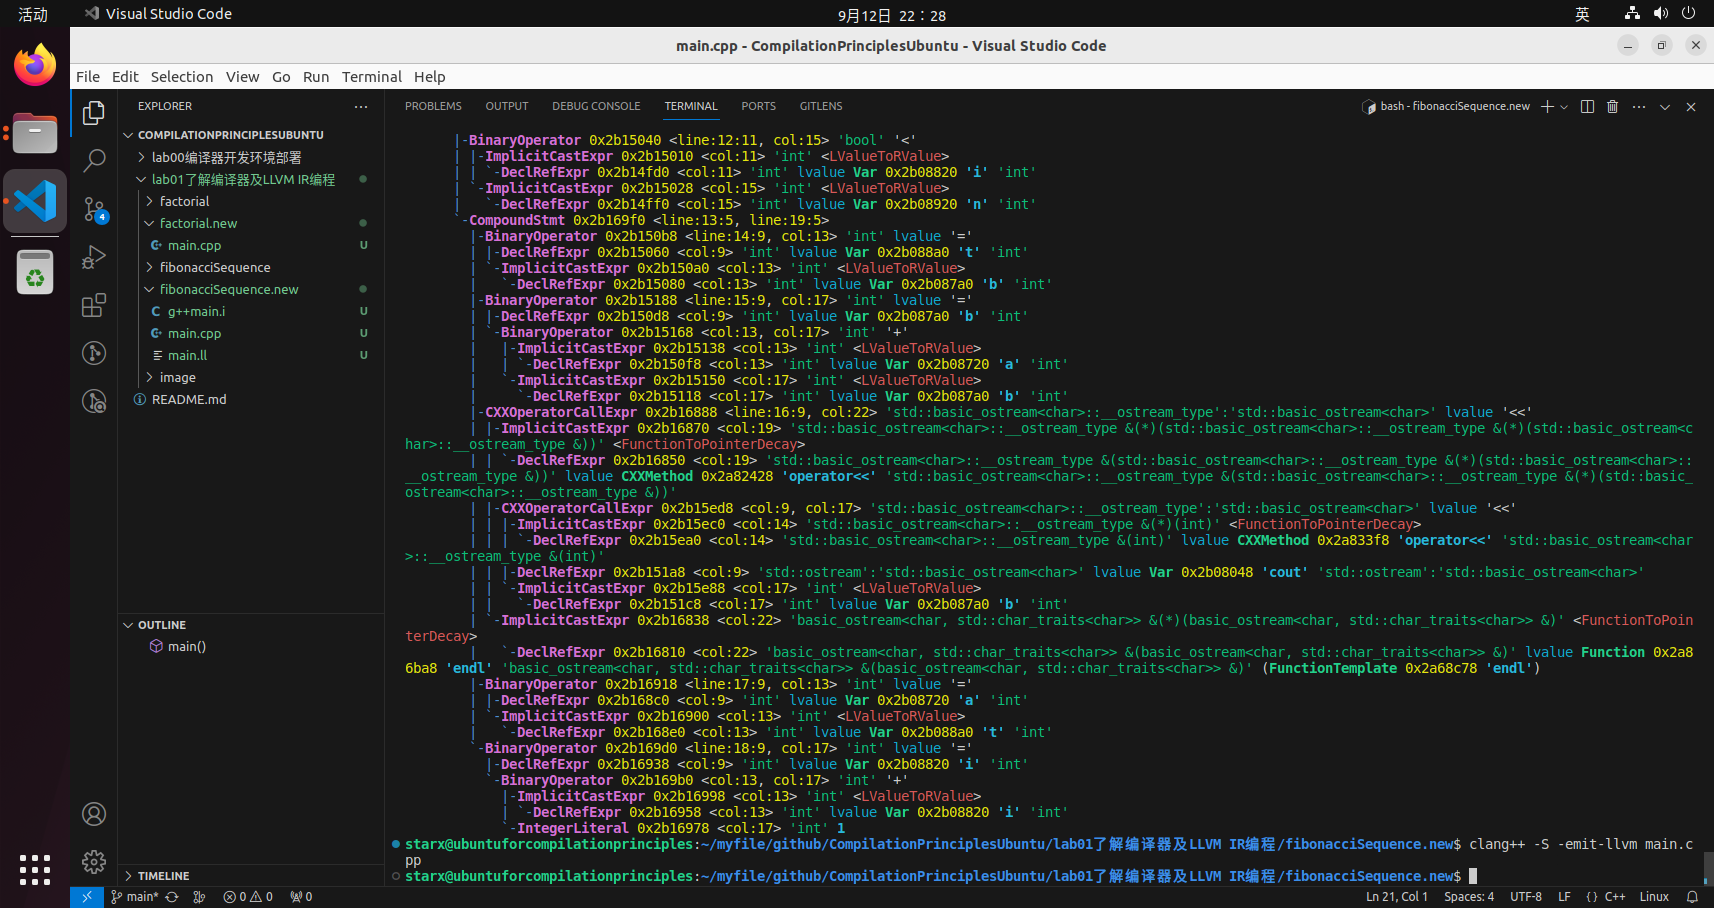 活动
Visual Studio Code
9月12日 22：28
英
main.cpp - CompilationPrinciplesUbuntu - Visual Studio Code
File Edit Selection View Go Run Terminal Help
EXPLORER
COMPILATIONPRINCIPLESUBUNTU
lab00编译器开发环境部署
lab01了解编译器及LLVM IR编程
factorial
factorial.new
main.cpp U
fibonacciSequence
fibonacciSequence.new
C g++main.i U
main.cpp U
main.ll U
image
README.md
OUTLINE
main()
TIMELINE
4
PROBLEMS OUTPUT DEBUG CONSOLE TERMINAL PORTS GITLENS
bash - fibonacciSequence.new
|-BinaryOperator 0x2b15040 <line:12:11, col:15> 'bool' '<'
| |-ImplicitCastExpr 0x2b15010 <col:11> 'int' <LValueToRValue>
| | `-DeclRefExpr 0x2b14fd0 <col:11> 'int' lvalue Var 0x2b08820 'i' 'int'
| `-ImplicitCastExpr 0x2b15028 <col:15> 'int' <LValueToRValue>
|   `-DeclRefExpr 0x2b14ff0 <col:15> 'int' lvalue Var 0x2b08920 'n' 'int'
`-CompoundStmt 0x2b169f0 <line:13:5, line:19:5>
|-BinaryOperator 0x2b150b8 <line:14:9, col:13> 'int' lvalue '='
| |-DeclRefExpr 0x2b15060 <col:9> 'int' lvalue Var 0x2b088a0 't' 'int'
| `-ImplicitCastExpr 0x2b150a0 <col:13> 'int' <LValueToRValue>
|   `-DeclRefExpr 0x2b15080 <col:13> 'int' lvalue Var 0x2b087a0 'b' 'int'
|-BinaryOperator 0x2b15188 <line:15:9, col:17> 'int' lvalue '='
| |-DeclRefExpr 0x2b150d8 <col:9> 'int' lvalue Var 0x2b087a0 'b' 'int'
| `-BinaryOperator 0x2b15168 <col:13, col:17> 'int' '+'
|   |-ImplicitCastExpr 0x2b15138 <col:13> 'int' <LValueToRValue>
|   | `-DeclRefExpr 0x2b150f8 <col:13> 'int' lvalue Var 0x2b08720 'a' 'int'
|   `-ImplicitCastExpr 0x2b15150 <col:17> 'int' <LValueToRValue>
|     `-DeclRefExpr 0x2b15118 <col:17> 'int' lvalue Var 0x2b087a0 'b' 'int'
|-CXXOperatorCallExpr 0x2b16888 <line:16:9, col:22> 'std::basic_ostream<char>::__ostream_type':'std::basic_ostream<char>' lvalue '<<'
| |-ImplicitCastExpr 0x2b16870 <col:19> 'std::basic_ostream<char>::__ostream_type &(*)(std::basic_ostream<char>::__ostream_type &(*)(std::basic_ostream<c
har>::__ostream_type &))' <FunctionToPointerDecay>
| | `-DeclRefExpr 0x2b16850 <col:19> 'std::basic_ostream<char>::__ostream_type &(std::basic_ostream<char>::__ostream_type &(*)(std::basic_ostream<char>::
__ostream_type &))' lvalue CXXMethod 0x2a82428 'operator<<' 'std::basic_ostream<char>::__ostream_type &(std::basic_ostream<char>::__ostream_type &(*)(std::basic_
ostream<char>::__ostream_type &))'
| |-CXXOperatorCallExpr 0x2b15ed8 <col:9, col:17> 'std::basic_ostream<char>::__ostream_type':'std::basic_ostream<char>' lvalue '<<'
| | |-ImplicitCastExpr 0x2b15ec0 <col:14> 'std::basic_ostream<char>::__ostream_type &(*)(int)' <FunctionToPointerDecay>
| | | `-DeclRefExpr 0x2b15ea0 <col:14> 'std::basic_ostream<char>::__ostream_type &(int)' lvalue CXXMethod 0x2a833f8 'operator<<' 'std::basic_ostream<char
>::__ostream_type &(int)'
| | |-DeclRefExpr 0x2b151a8 <col:9> 'std::ostream':'std::basic_ostream<char>' lvalue Var 0x2b08048 'cout' 'std::ostream':'std::basic_ostream<char>'
| | `-ImplicitCastExpr 0x2b15e88 <col:17> 'int' <LValueToRValue>
| |   `-DeclRefExpr 0x2b151c8 <col:17> 'int' lvalue Var 0x2b087a0 'b' 'int'
| `-ImplicitCastExpr 0x2b16838 <col:22> 'basic_ostream<char, std::char_traits<char>> &(*)(basic_ostream<char, std::char_traits<char>> &)' <FunctionToPoin
terDecay>
|   `-DeclRefExpr 0x2b16810 <col:22> 'basic_ostream<char, std::char_traits<char>> &(basic_ostream<char, std::char_traits<char>> &)' lvalue Function 0x2a8
6ba8 'endl' 'basic_ostream<char, std::char_traits<char>> &(basic_ostream<char, std::char_traits<char>> &)' (FunctionTemplate 0x2a68c78 'endl')
|-BinaryOperator 0x2b16918 <line:17:9, col:13> 'int' lvalue '='
| |-DeclRefExpr 0x2b168c0 <col:9> 'int' lvalue Var 0x2b08720 'a' 'int'
| `-ImplicitCastExpr 0x2b16900 <col:13> 'int' <LValueToRValue>
|   `-DeclRefExpr 0x2b168e0 <col:13> 'int' lvalue Var 0x2b088a0 't' 'int'
`-BinaryOperator 0x2b169d0 <line:18:9, col:17> 'int' lvalue '='
|-DeclRefExpr 0x2b16938 <col:9> 'int' lvalue Var 0x2b08820 'i' 'int'
`-BinaryOperator 0x2b169b0 <col:13, col:17> 'int' '+'
|-ImplicitCastExpr 0x2b16998 <col:13> 'int' <LValueToRValue>
| `-DeclRefExpr 0x2b16958 <col:13> 'int' lvalue Var 0x2b08820 'i' 'int'
`-IntegerLiteral 0x2b16978 <col:17> 'int' 1
starx@ubuntuforcompilationprinciples:~/myfile/github/CompilationPrinciplesUbuntu/lab01了解编译器及LLVM IR编程/fibonacciSequence.new$ clang++ -S -emit-llvm main.c
pp
starx@ubuntuforcompilationprinciples:~/myfile/github/CompilationPrinciplesUbuntu/lab01了解编译器及LLVM IR编程/fibonacciSequence.new$
main* 0 0 0 Ln 21, Col 1 Spaces: 4 UTF-8 LF {} C++ Linux